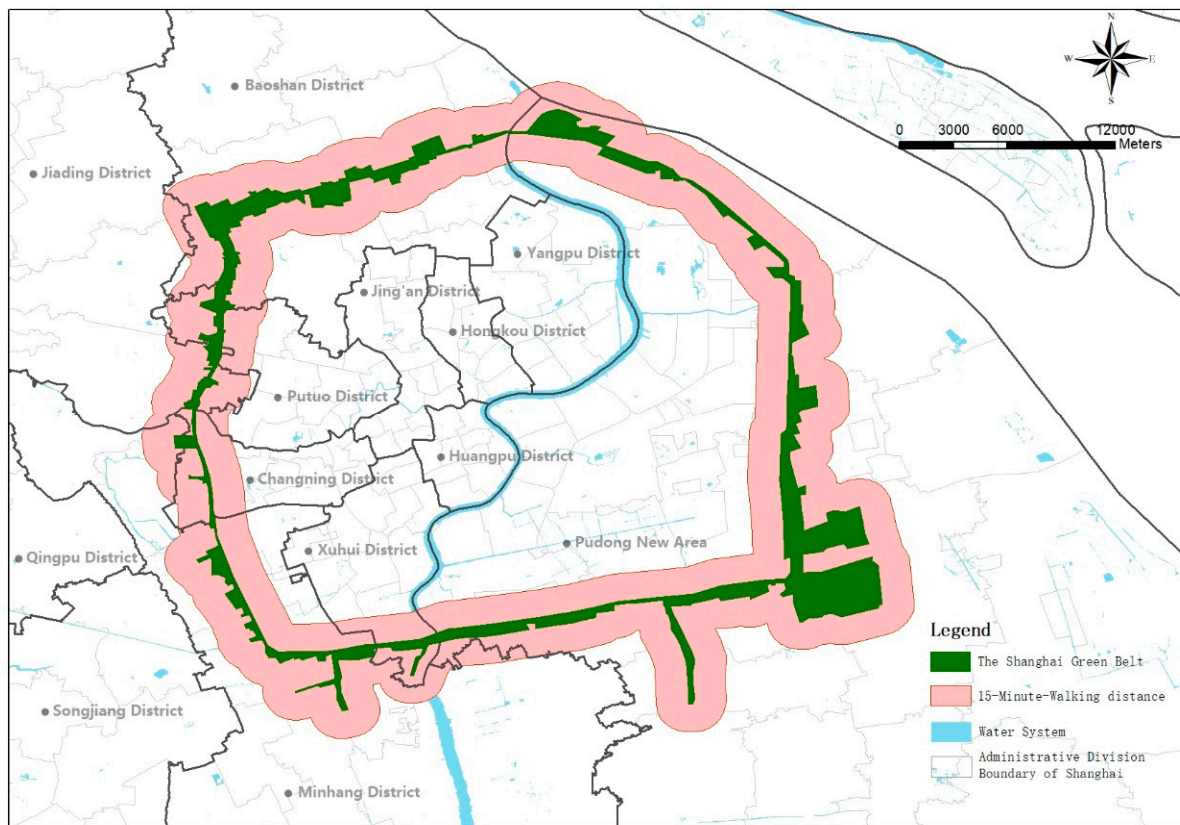 N
W E
S
Baoshan District
0 3000 6000 12000
Meters
Jiading District
Yangpu District
Jing'an District
Hongkou District
Putuo District
Huangpu District
Changning District
Xuhui District
Pudong New Area
Qingpu District
Songjiang District
Minhang District
Legend
The Shanghai Green Belt
15-Minute-Walking distance
Water System
Administrative Division
Boundary of Shanghai